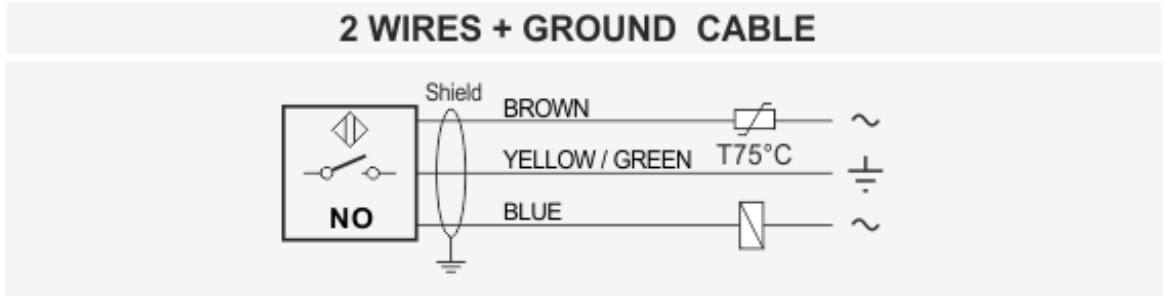 2 WIRES + GROUND CABLE
Shield
BROWN
YELLOW / GREEN
T75°C
BLUE
NO